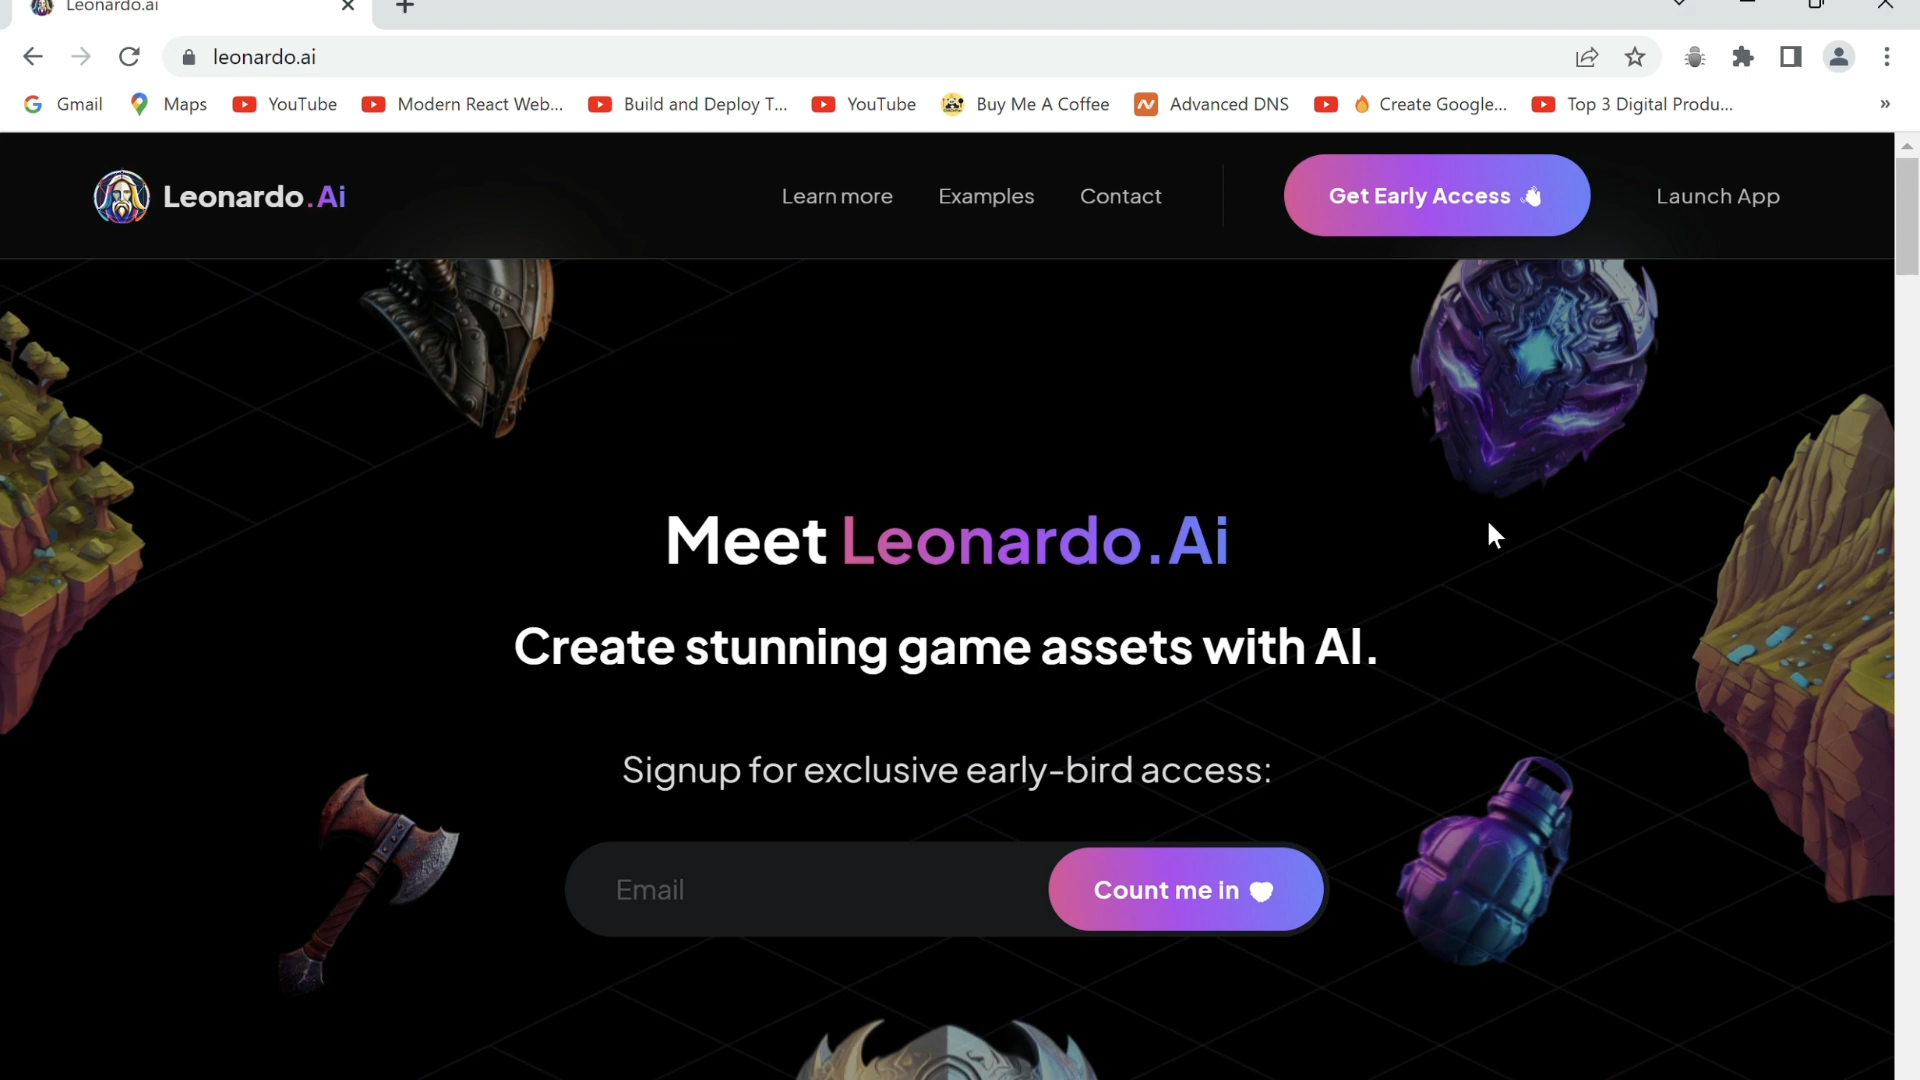 Leonardo.ai
leonardo.ai
Gmail Maps YouTube Modern React Web... Build and Deploy T... YouTube Buy Me A Coffee Advanced DNS Create Google... Top 3 Digital Produ... »
Leonardo.Ai Learn more Examples Contact Get Early Access Launch App
Meet Leonardo.Ai
Create stunning game assets with AI.
Signup for exclusive early-bird access:
Email Count me in